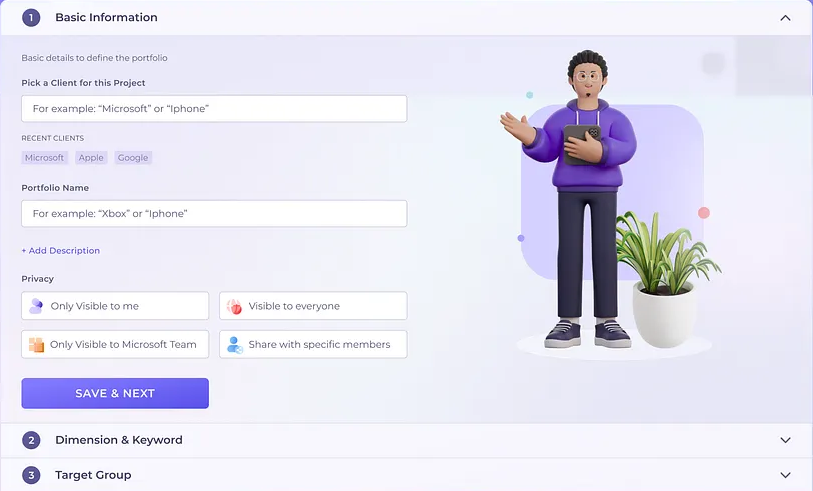 1 Basic Information
Basic details to define the portfolio
Pick a Client for this Project
For example: “Microsoft” or “Iphone”
RECENT CLIENTS
Microsoft Apple Google
Portfolio Name
For example: “Xbox” or “Iphone”
+ Add Description
Privacy
Only Visible to me
Visible to everyone
Only Visible to Microsoft Team
Share with specific members
SAVE & NEXT
2 Dimension & Keyword
3 Target Group